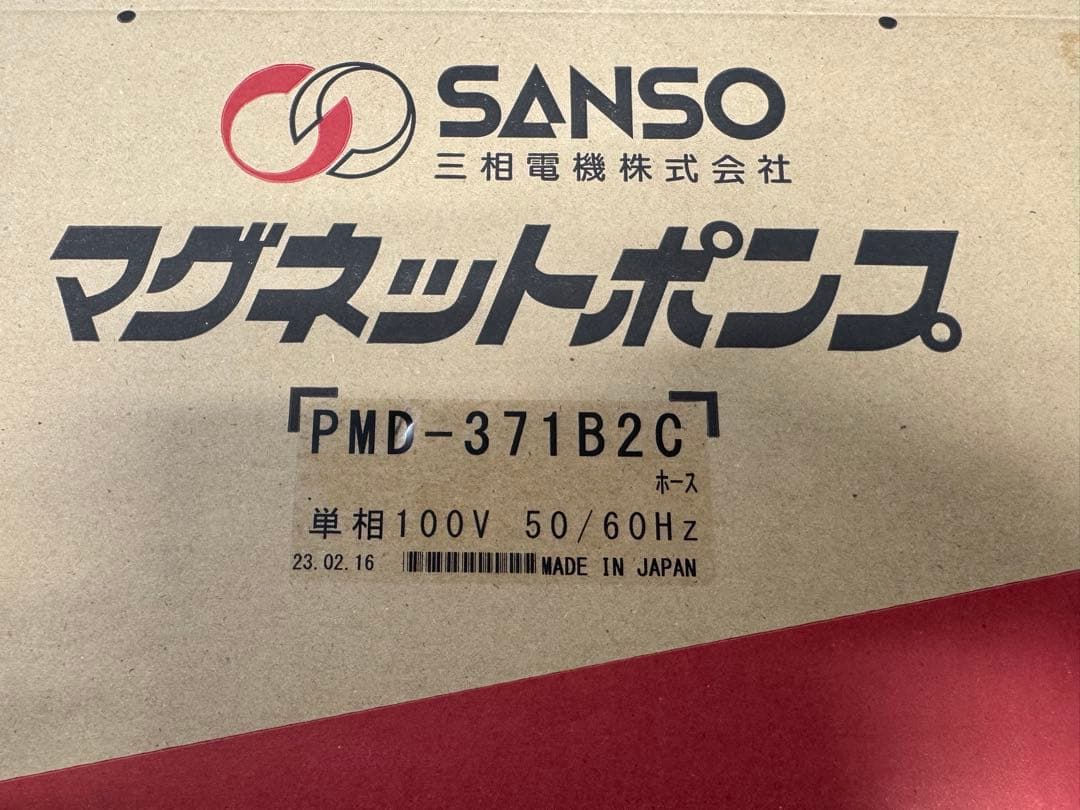 SANSO
三相電機株式会社
マグネットポンプ
PMD-371B2C
ホース
単相100V 50/60Hz
23.02.16 MADE IN JAPAN